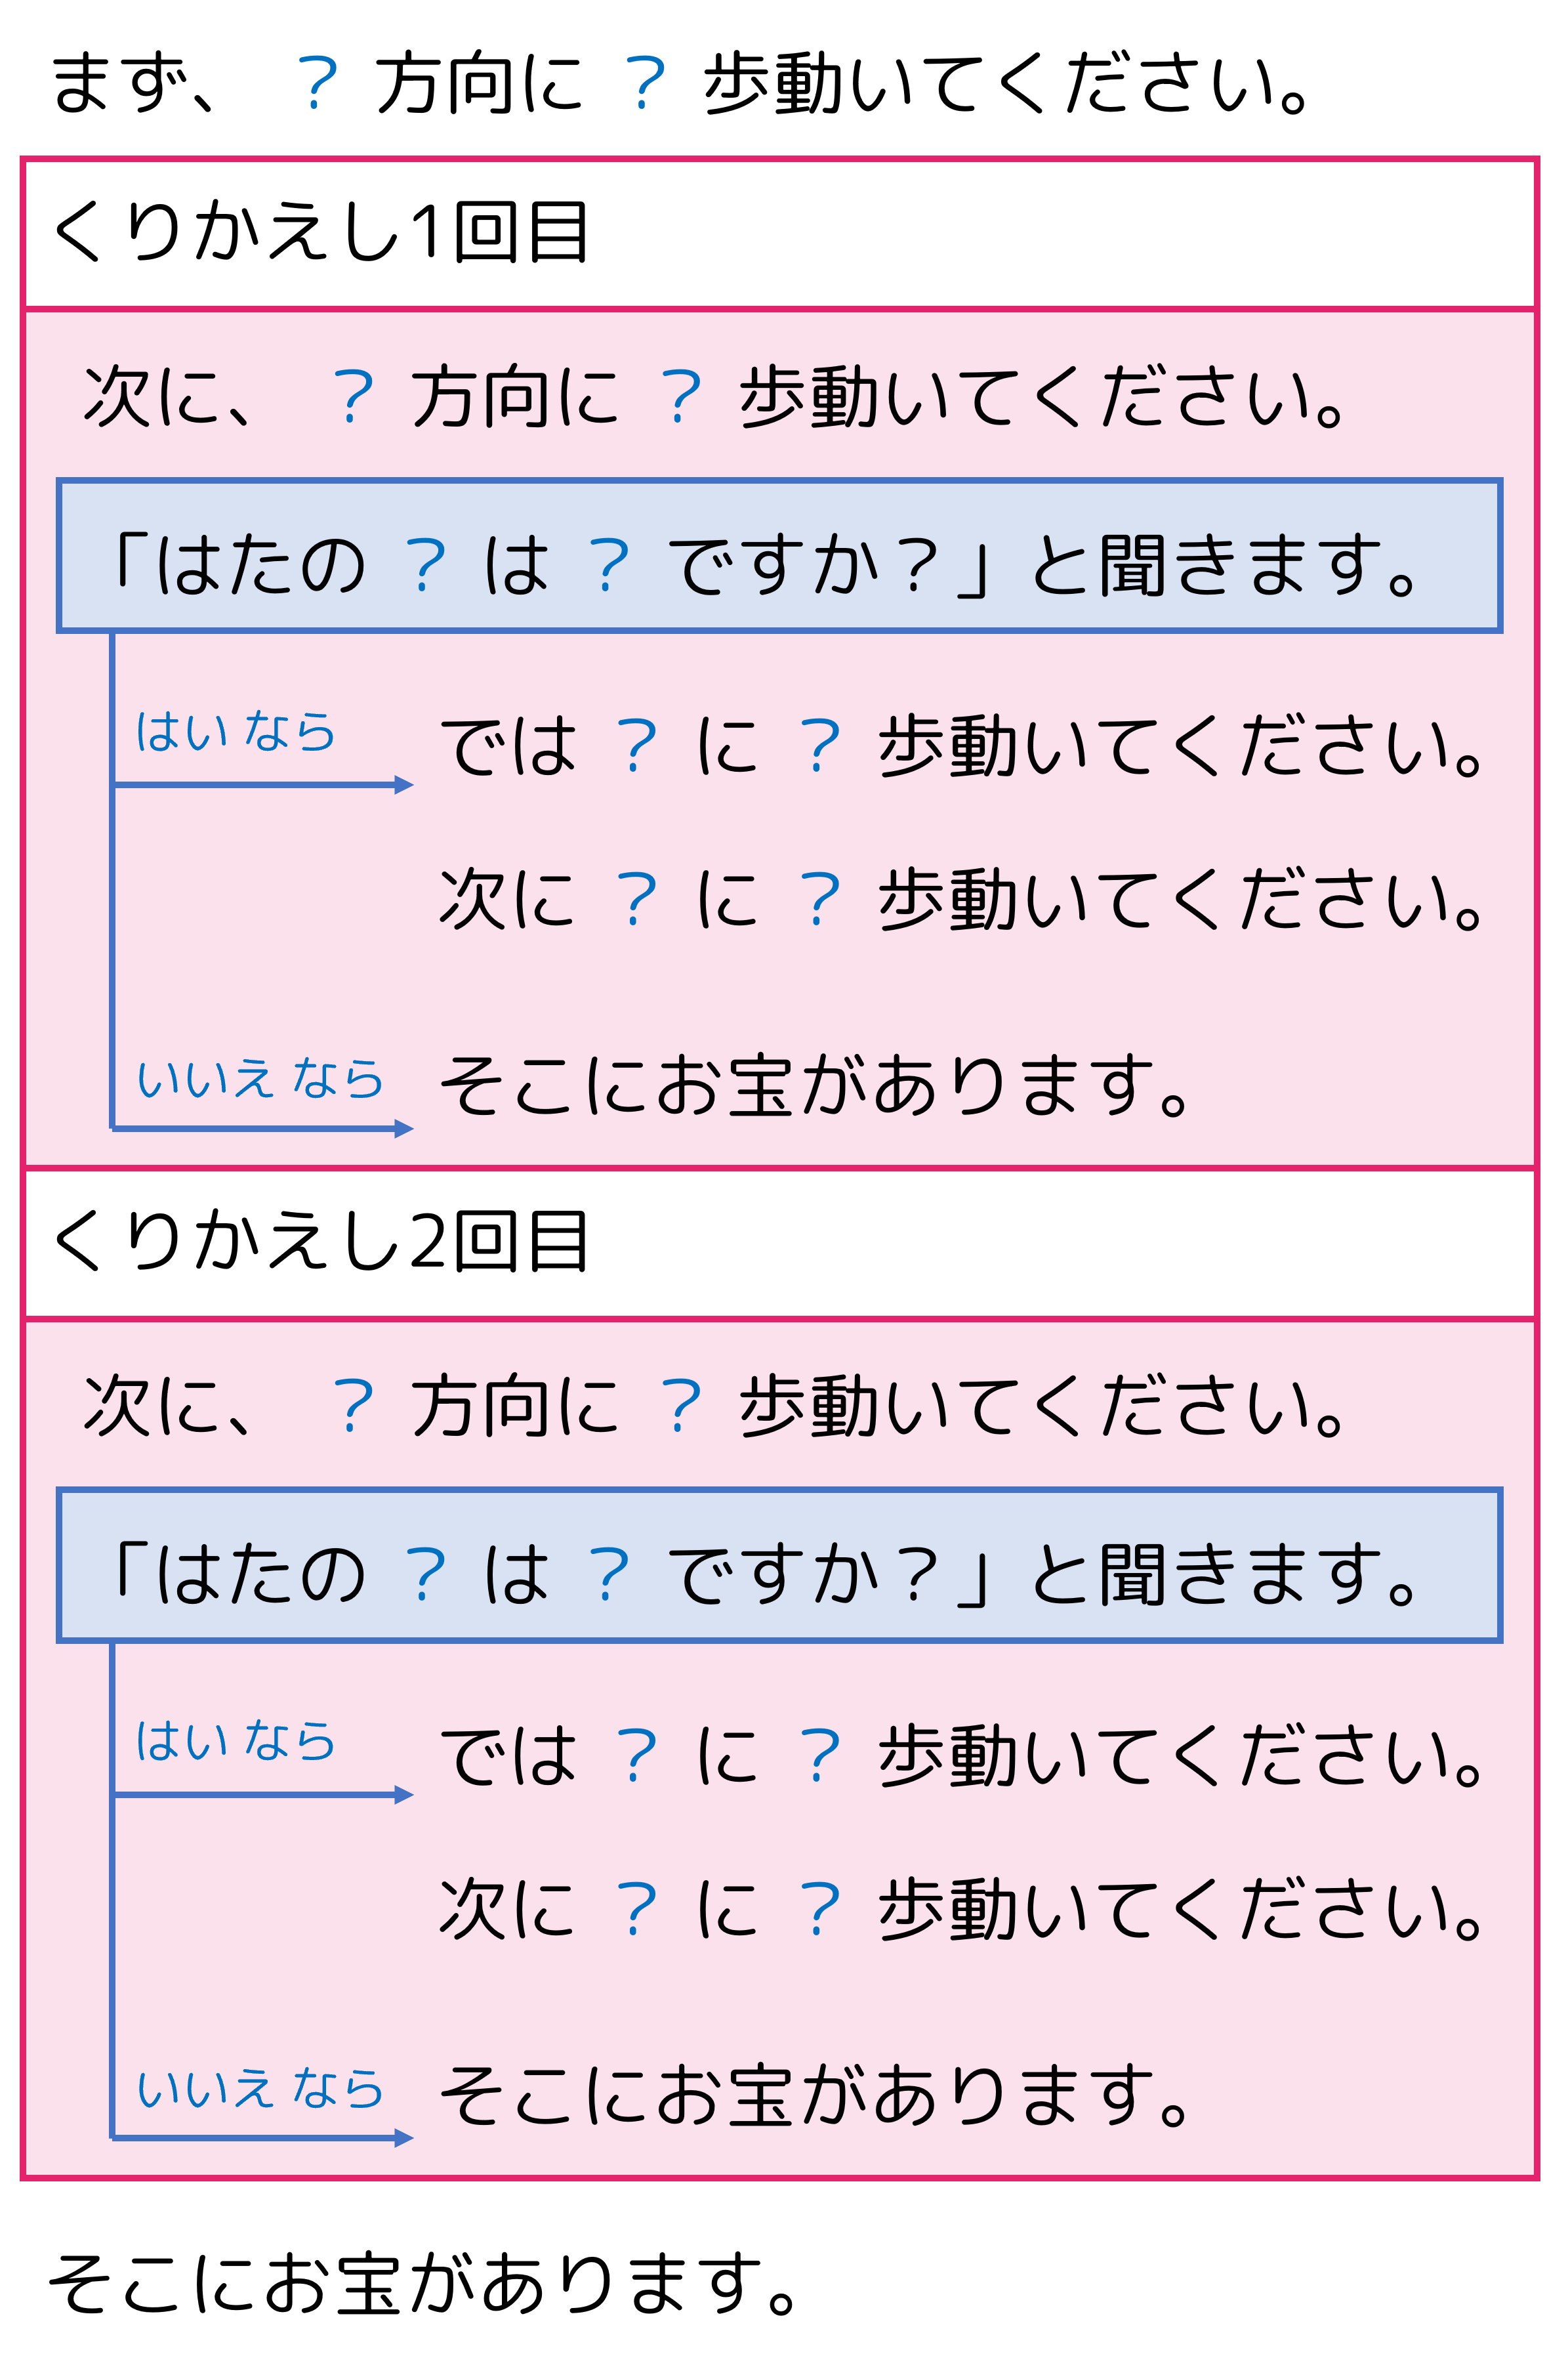 まず、 ? 方向に ? 歩動いてください。
くりかえし1回目
次に、 ? 方向に ? 歩動いてください。
「はたの ? は ? ですか?」と聞きます。
はい なら
では ? に ? 歩動いてください。
次に ? に ? 歩動いてください。
いいえ なら
そこにお宝があります。
くりかえし2回目
次に、 ? 方向に ? 歩動いてください。
「はたの ? は ? ですか?」と聞きます。
はい なら
では ? に ? 歩動いてください。
次に ? に ? 歩動いてください。
いいえ なら
そこにお宝があります。
そこにお宝があります。